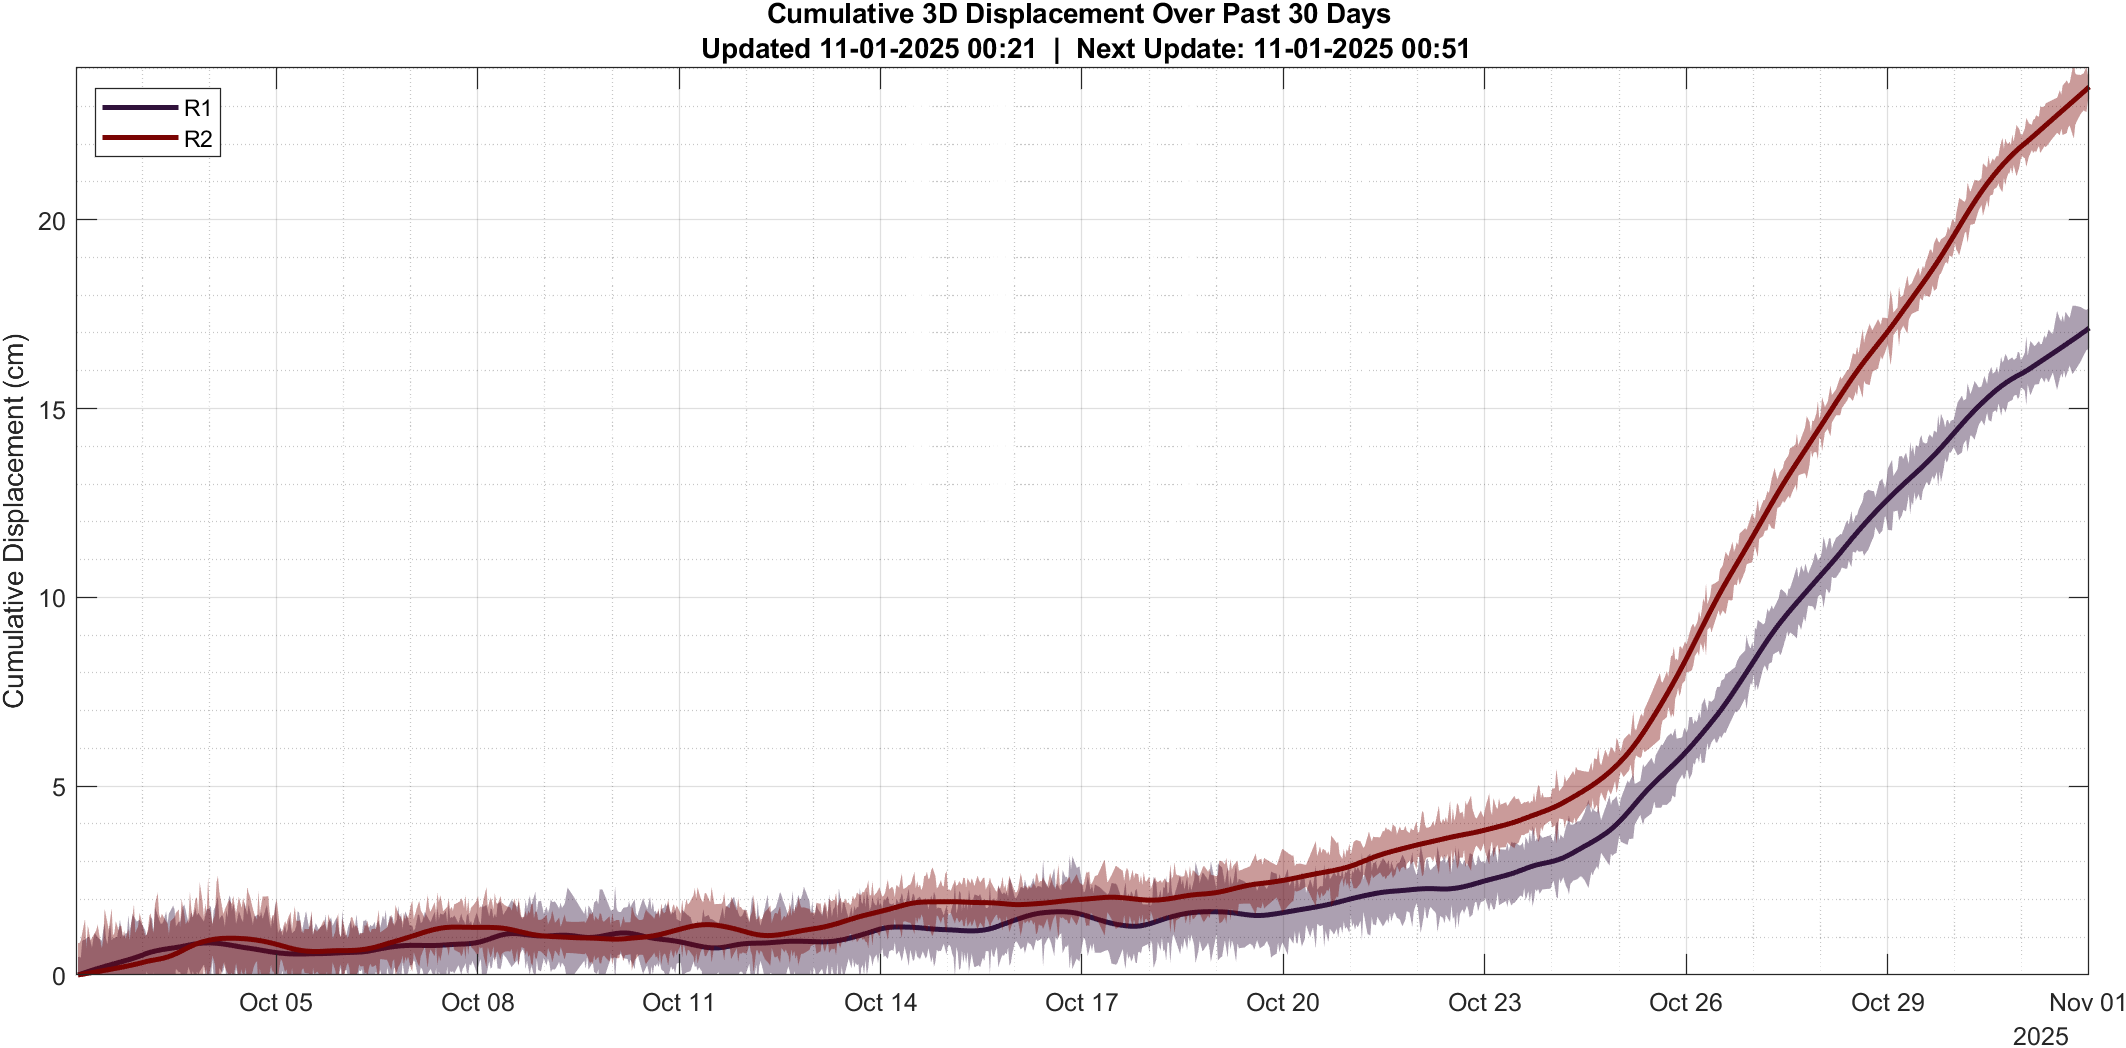 Cumulative 3D Displacement Over Past 30 Days
Updated 11-01-2025 00:21 | Next Update: 11-01-2025 00:51
R1
R2
Cumulative Displacement (cm)
20
15
10
5
0
Oct 05 Oct 08 Oct 11 Oct 14 Oct 17 Oct 20 Oct 23 Oct 26 Oct 29 Nov 01
2025